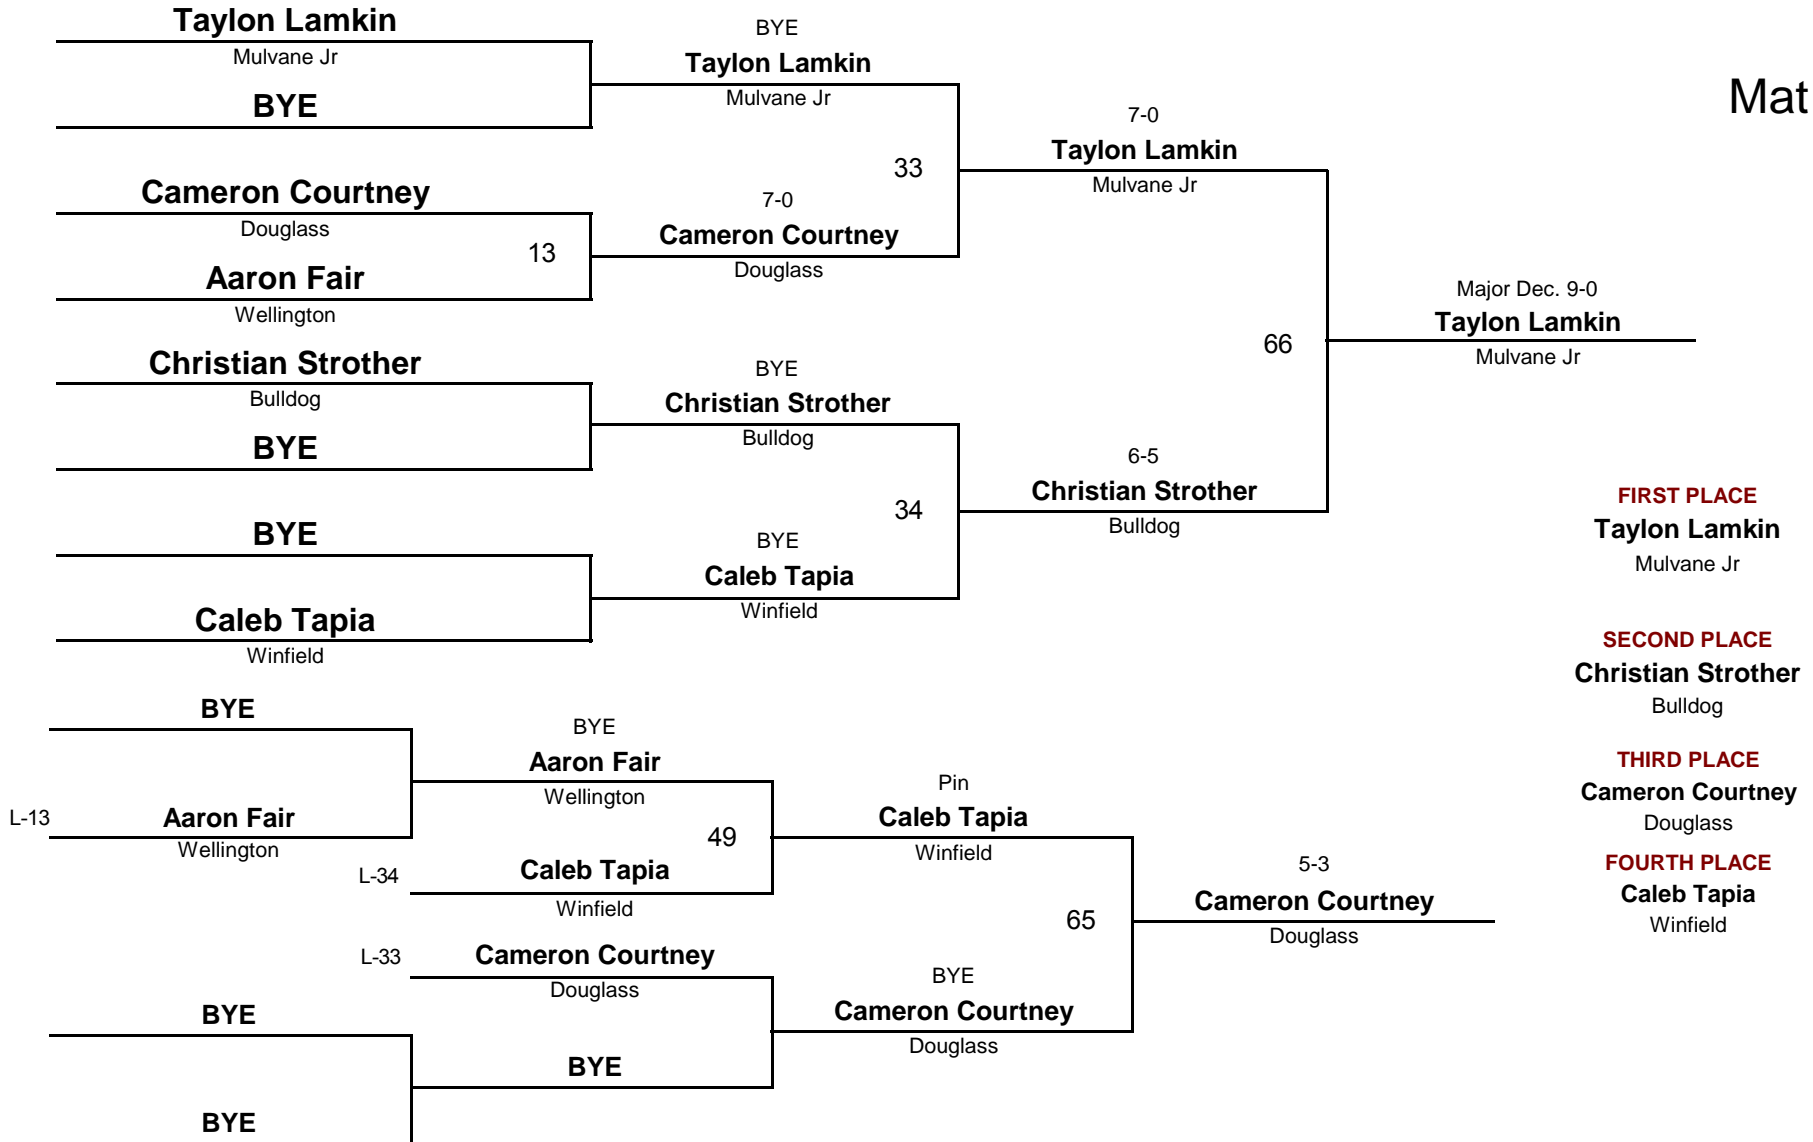 Taylon Lamkin
Mulvane Jr
BYE
BYE
Taylon Lamkin
Mulvane Jr
Mat
7-0
Taylon Lamkin
Mulvane Jr
33
Cameron Courtney
Douglass
13
Aaron Fair
Wellington
7-0
Cameron Courtney
Douglass
Major Dec. 9-0
Taylon Lamkin
Mulvane Jr
66
Christian Strother
Bulldog
BYE
BYE
Christian Strother
Bulldog
6-5
Christian Strother
Bulldog
34
BYE
Caleb Tapia
Winfield
BYE
Caleb Tapia
Winfield
FIRST PLACE
Taylon Lamkin
Mulvane Jr
SECOND PLACE
Christian Strother
Bulldog
THIRD PLACE
Cameron Courtney
Douglass
FOURTH PLACE
Caleb Tapia
Winfield
BYE
L-13
Aaron Fair
Wellington
BYE
Aaron Fair
Wellington
49
L-34
Caleb Tapia
Winfield
Pin
Caleb Tapia
Winfield
65
5-3
Cameron Courtney
Douglass
L-33
Cameron Courtney
Douglass
BYE
Cameron Courtney
Douglass
BYE
BYE
BYE